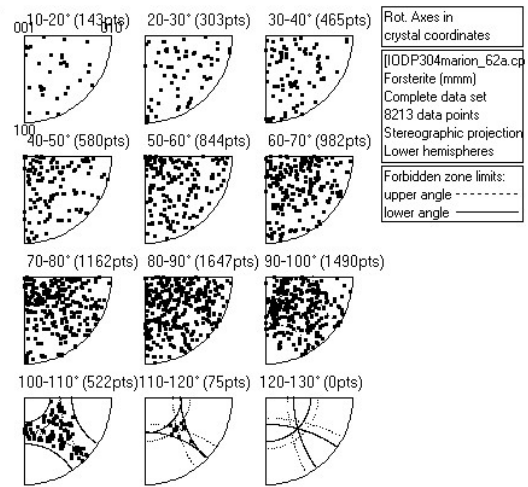 10-20° (143pts) 20-30° (303pts) 30-40° (465pts)
001 010
100
40-50° (580pts) 50-60° (844pts) 60-70° (982pts)
70-80° (1162pts) 80-90° (1647pts) 90-100° (1490pts)
100-110° (522pts) 110-120° (75pts) 120-130° (0pts)
Rot. Axes in
crystal coordinates
[IODP304marion_62a.cp
Forsterite (mmm)
Complete data set
8213 data points
Stereographic projection
Lower hemispheres
Forbidden zone limits:
upper angle
lower angle